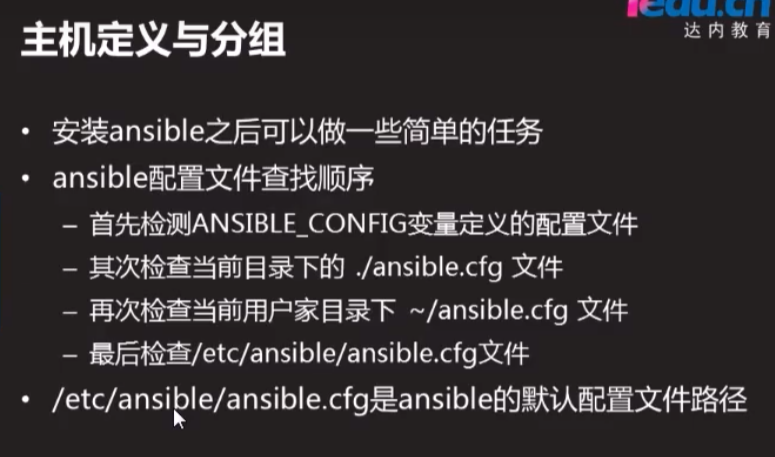 主机定义与分组
iedu.cn
达内教育
• 安装ansible之后可以做一些简单的任务
• ansible配置文件查找顺序
– 首先检测ANSIBLE_CONFIG变量定义的配置文件
– 其次检查当前目录下的 ./ansible.cfg 文件
– 再次检查当前用户家目录下 ~/ansible.cfg 文件
– 最后检查/etc/ansible/ansible.cfg文件
• /etc/ansible/ansible.cfg是ansible的默认配置文件路径